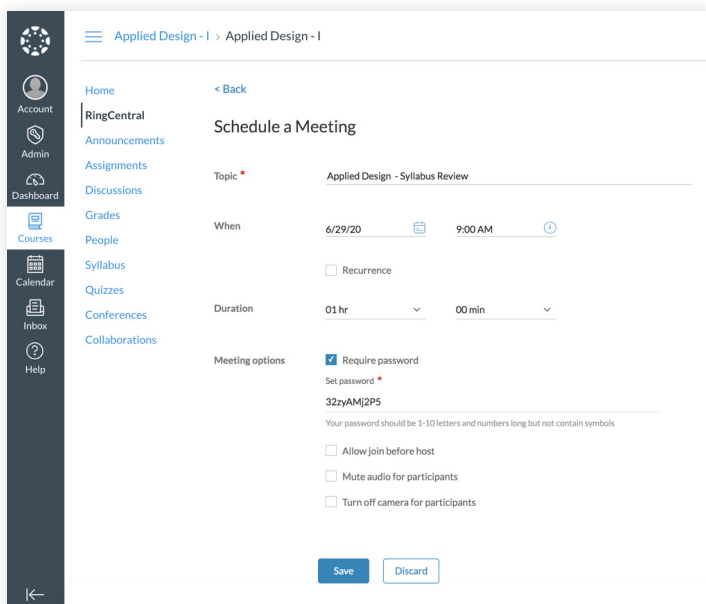 Applied Design - I > Applied Design - I
Account
Admin
Dashboard
Courses
Calendar
Inbox
Help
Home
RingCentral
Announcements
Assignments
Discussions
Grades
People
Syllabus
Quizzes
Conferences
Collaborations
< Back
Schedule a Meeting
Topic * Applied Design - Syllabus Review
When 6/29/20 9:00 AM
Recurrence
Duration 01 hr 00 min
Meeting options Require password
Set password *
32zyAMj2P5
Your password should be 1-10 letters and numbers long but not contain symbols
Allow join before host
Mute audio for participants
Turn off camera for participants
Save Discard